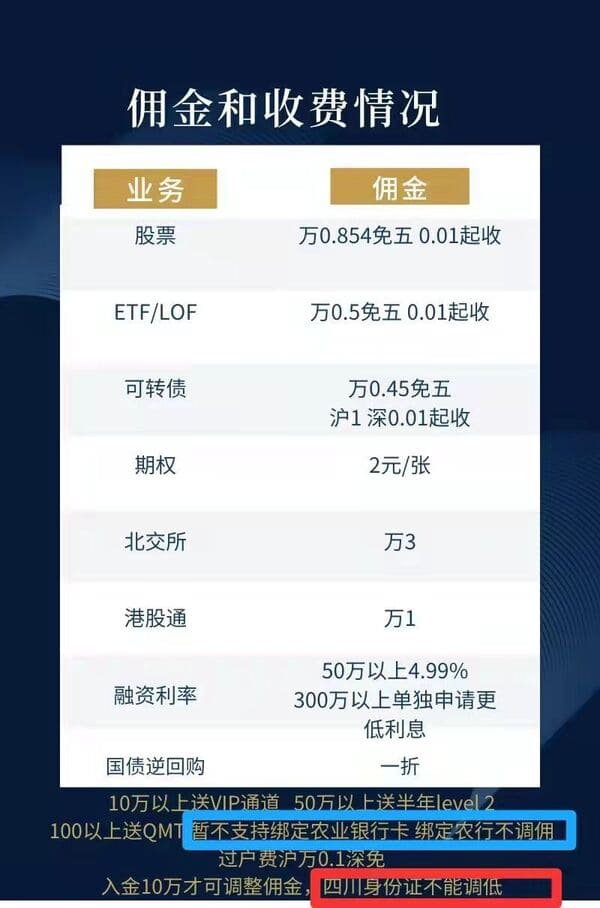 佣金和收费情况
业务 佣金
股票 万0.854免五 0.01起收
ETF/LOF 万0.5免五 0.01起收
可转债 万0.45免五
沪1 深0.01起收
期权 2元/张
北交所 万3
港股通 万1
融资利率 50万以上4.99%
300万以上单独申请更
低利息
国债逆回购 一折
10万以上送VIP通道 50万以上送半年level 2
100以上送QMT 暂不支持绑定农业银行卡 绑定农行不调佣
过户费沪万0.1深免
入金10万才可调整佣金，四川身份证不能调低